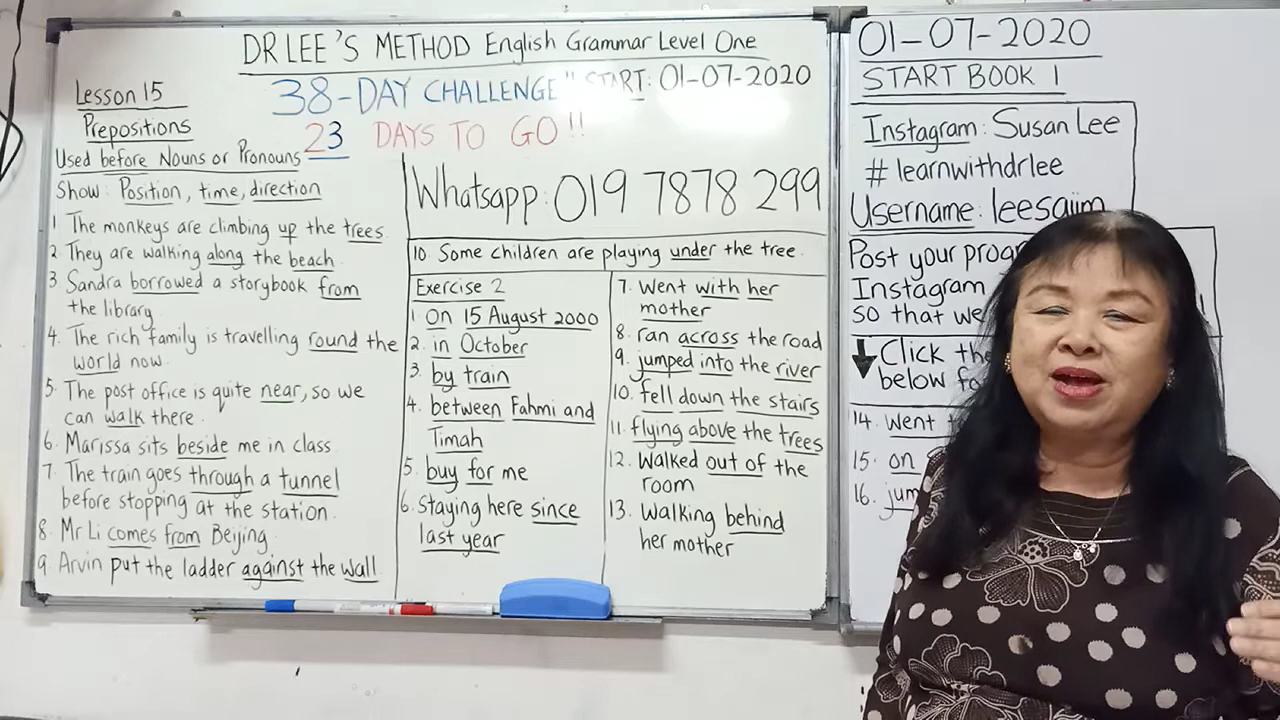 DR LEE'S METHOD English Grammar Level One
38-DAY CHALLENGE" START: 01-07-2020
23 DAYS TO GO!!
Lesson 15
Prepositions
Used before Nouns or Pronouns
Show: Position, time, direction
1 The monkeys are climbing up the trees.
2. They are walking along the beach.
3 Sandra borrowed a storybook from
the library.
4. The rich family is travelling round the
world now.
5. The post office is quite near, so we
can walk there.
6. Marissa sits beside me in class.
7. The train goes through a tunnel
before stopping at the station.
8. Mr Li comes from Beijing.
9. Arvin put the ladder against the wall.
Whatsapp: 019 7878 299
10. Some children are playing under the tree.
Exercise 2
1 On 15 August 2000
2. in October
3. by train
4. between Fahmi and
Timah
5. buy for me
6. Staying here since
last year
7. Went with her
mother
8. ran across the road
9. jumped into the river
10. fell down the stairs
11. flying above the trees
12. Walked out of the
room
13. Walking behind
her mother
01-07-2020
START BOOK 1
Instagram: Susan Lee
# learnwithdrlee
Username: leesaiim
Post your
Instagram
so that we
Click the
below
14. Went
15. on
16.